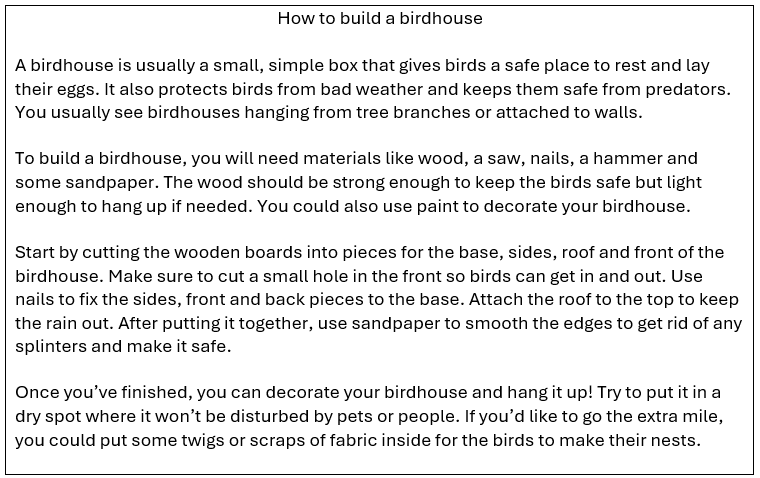 How to build a birdhouse
A birdhouse is usually a small, simple box that gives birds a safe place to rest and lay
their eggs. It also protects birds from bad weather and keeps them safe from predators.
You usually see birdhouses hanging from tree branches or attached to walls.
To build a birdhouse, you will need materials like wood, a saw, nails, a hammer and
some sandpaper. The wood should be strong enough to keep the birds safe but light
enough to hang up if needed. You could also use paint to decorate your birdhouse.
Start by cutting the wooden boards into pieces for the base, sides, roof and front of the
birdhouse. Make sure to cut a small hole in the front so birds can get in and out. Use
nails to fix the sides, front and back pieces to the base. Attach the roof to the top to keep
the rain out. After putting it together, use sandpaper to smooth the edges to get rid of any
splinters and make it safe.
Once you’ve finished, you can decorate your birdhouse and hang it up! Try to put it in a
dry spot where it won’t be disturbed by pets or people. If you’d like to go the extra mile,
you could put some twigs or scraps of fabric inside for the birds to make their nests.